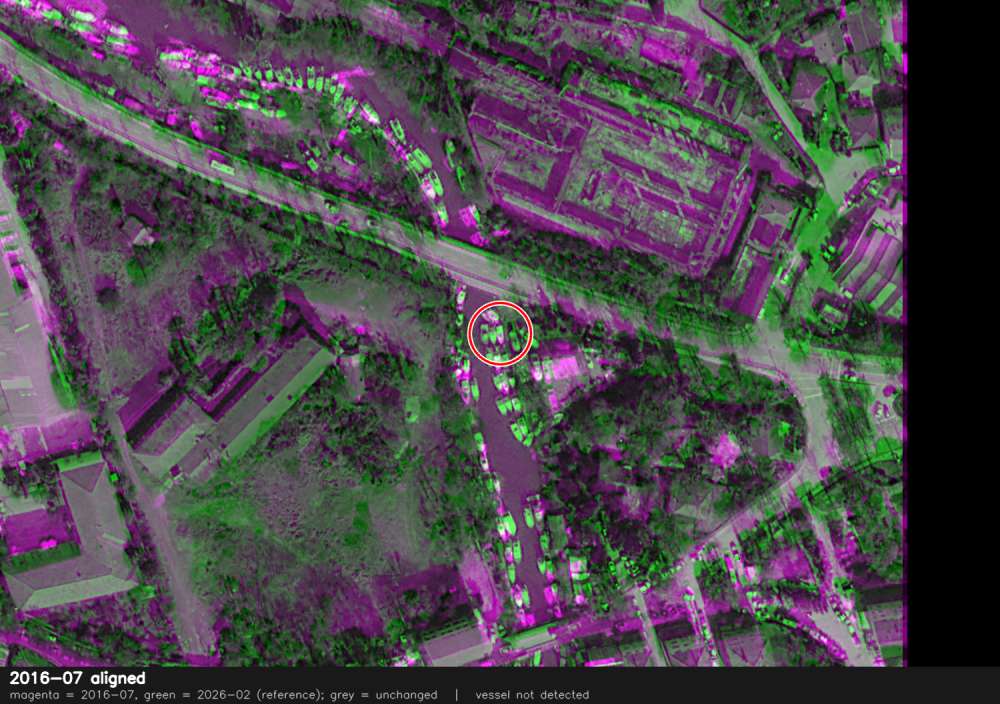 2016-07 aligned
magenta = 2016-07, green = 2026-02 (reference); grey = unchanged | vessel not detected